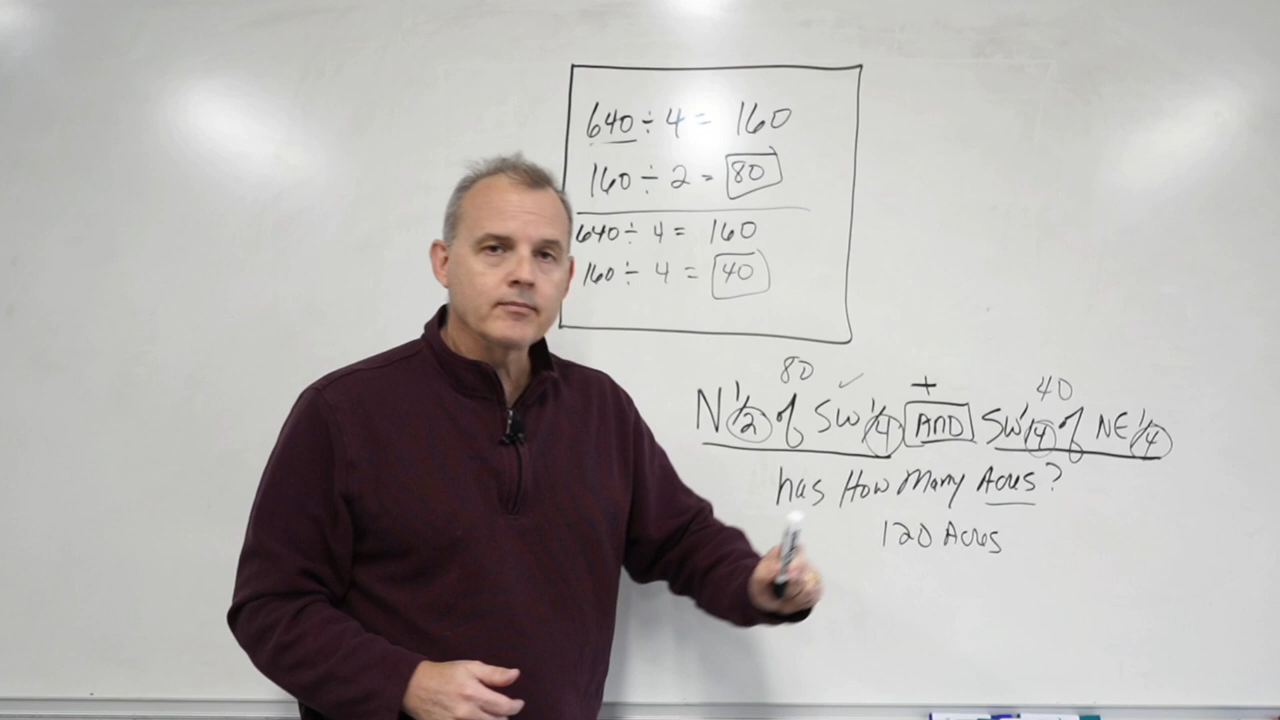 640 ÷ 4 = 160
160 ÷ 2 = 80
640 ÷ 4 = 160
160 ÷ 4 = 40
80 ✓ + 40
N 1/2 of SW 1/4 AND SW 1/4 of NE 1/4
has How Many Acres?
120 Acres